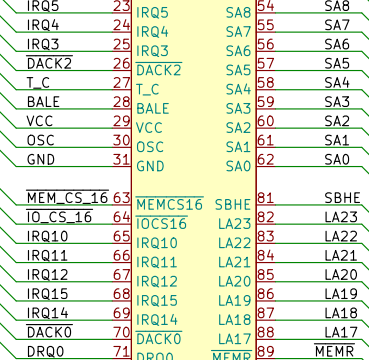 IRQ5 23 IRQ5 SA8 54 SA8
IRQ4 24 IRQ4 SA7 55 SA7
IRQ3 25 IRQ3 SA6 56 SA6
DACK2 26 DACK2 SA5 57 SA5
T_C 27 T_C SA4 58 SA4
BALE 28 BALE SA3 59 SA3
VCC 29 VCC SA2 60 SA2
OSC 30 OSC SA1 61 SA1
GND 31 GND SA0 62 SA0
MEM_CS_16 63 MEMCS16 SBHE 81 SBHE
IO_CS_16 64 IOCS16 LA23 82 LA23
IRQ10 65 IRQ10 LA22 83 LA22
IRQ11 66 IRQ11 LA21 84 LA21
IRQ12 67 IRQ12 LA20 85 LA20
IRQ15 68 IRQ15 LA19 86 LA19
IRQ14 69 IRQ14 LA18 87 LA18
DACK0 70 DACK0 LA17 88 LA17
DRQ0 71 DRQ0 MEMR 89 MEMR